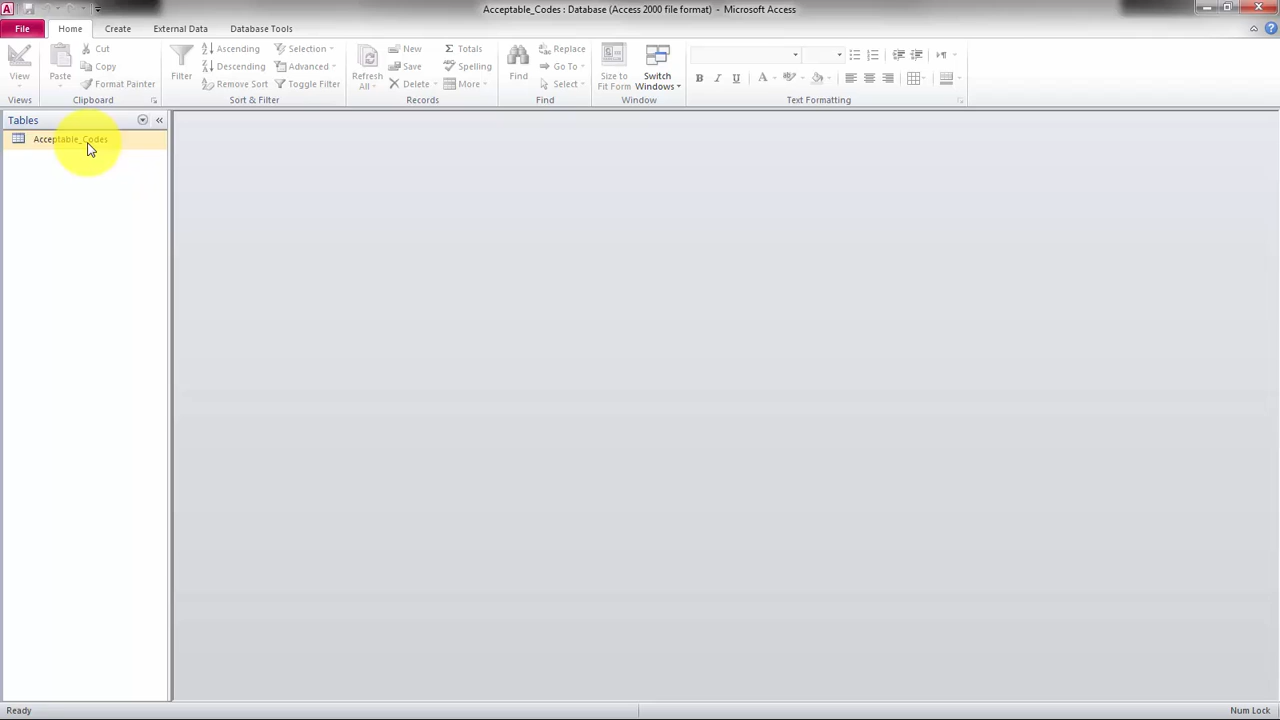 Acceptable_Codes : Database (Access 2000 file format) - Microsoft Access
File Home Create External Data Database Tools
View
Views
Paste
Cut
Copy
Format Painter
Clipboard
Filter
Ascending
Descending
Remove Sort
Selection
Advanced
Toggle Filter
Sort & Filter
Refresh
All
New
Save
Delete
Totals
Spelling
More
Records
Find
Replace
Go To
Select
Find
Size to
Fit Form
Switch
Windows
Window
B I U A
Text Formatting
Tables
Acceptable_Codes
Ready
Num Lock